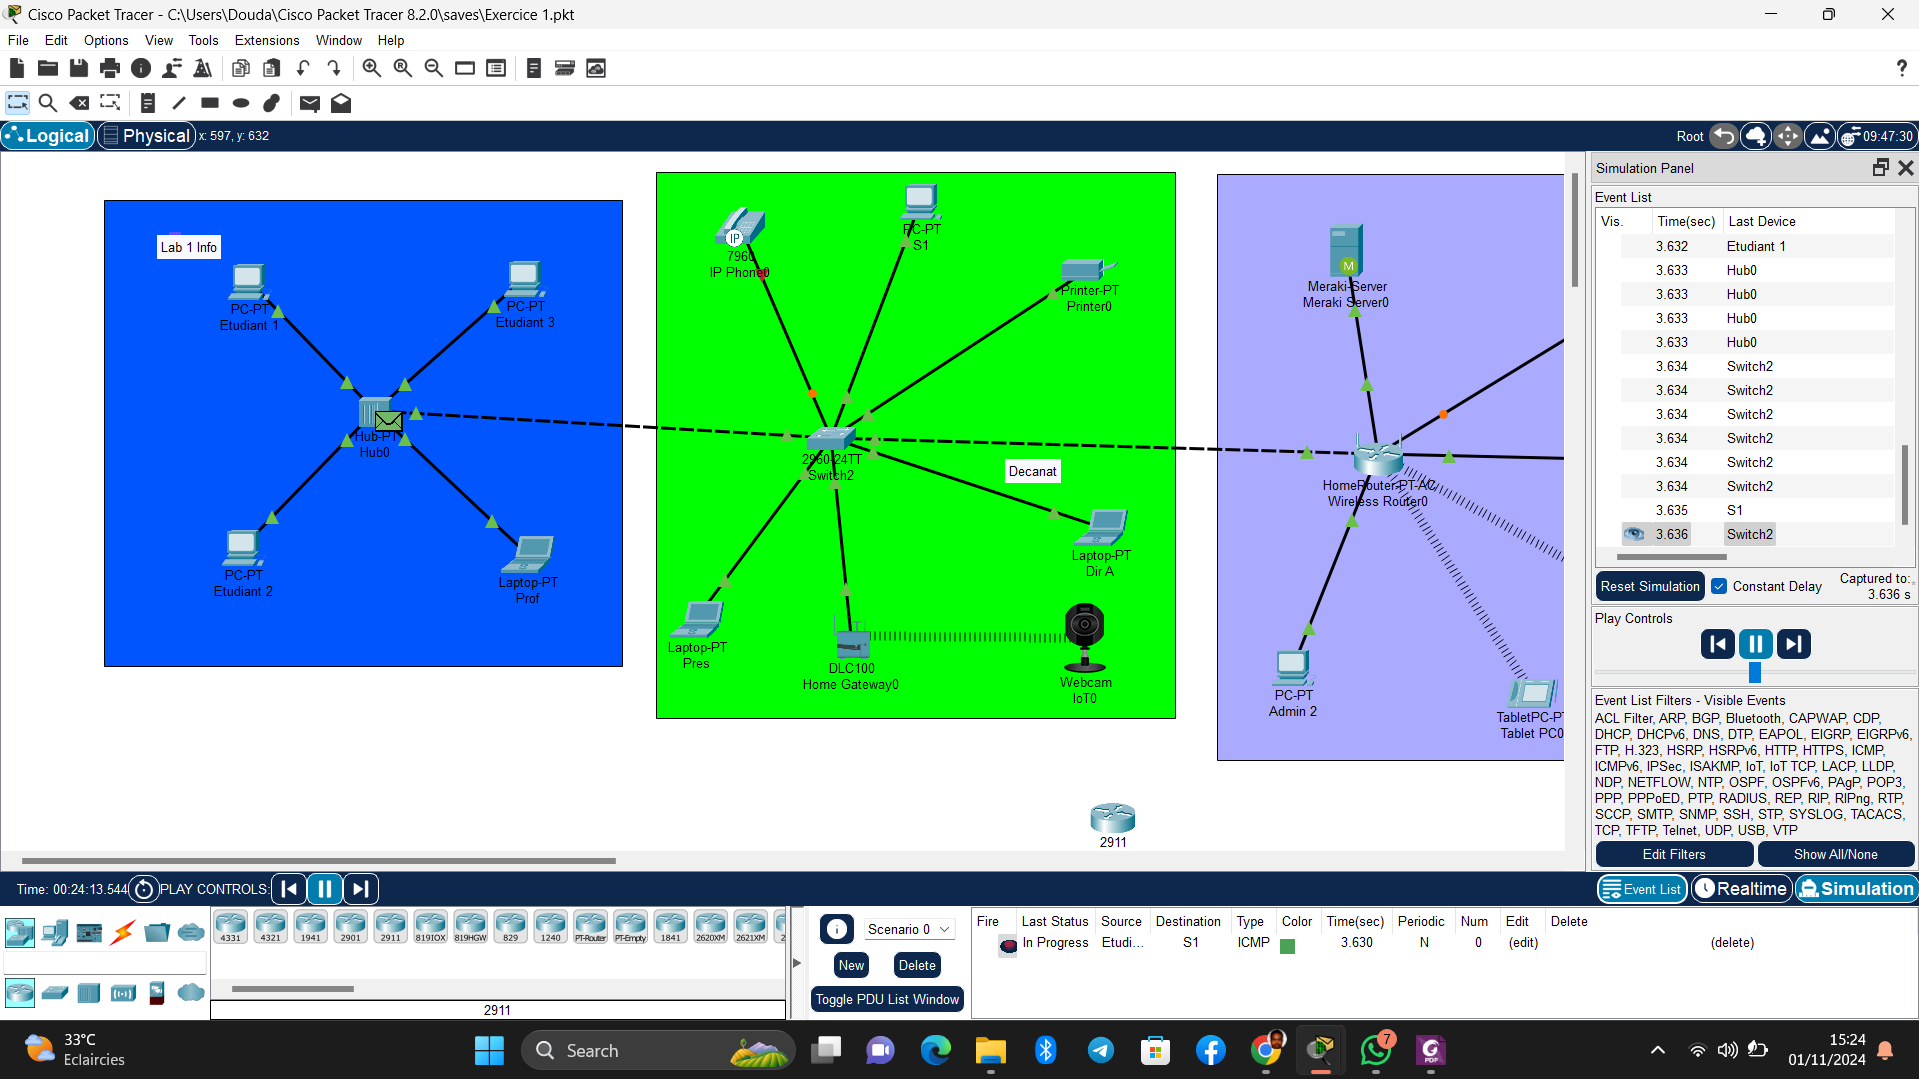 Cisco Packet Tracer - C:\Users\Douda\Cisco Packet Tracer 8.2.0\saves\Exercice 1.pkt
File Edit Options View Tools Extensions Window Help
?
Logical Physical x: 597, y: 632
Root 09:47:30
Lab 1 Info
PC-PT
Etudiant 1
PC-PT
Etudiant 3
Hub-PT
Hub0
PC-PT
Etudiant 2
Laptop-PT
Prof
IP
7960
IP Phone0
PC-PT
S1
Printer-PT
Printer0
2960-24TT
Switch2
Decanat
Laptop-PT
Dir A
Laptop-PT
Pres
DLC100
Home Gateway0
Webcam
IoT0
M
Meraki-Server
Meraki Server0
HomeRouter-PT-AC
Wireless Router0
PC-PT
Admin 2
TabletPC-PT
Tablet PC0
2911
Simulation Panel
Event List
Vis. Time(sec) Last Device
3.632 Etudiant 1
3.633 Hub0
3.633 Hub0
3.633 Hub0
3.633 Hub0
3.634 Switch2
3.634 Switch2
3.634 Switch2
3.634 Switch2
3.634 Switch2
3.634 Switch2
3.635 S1
3.636 Switch2
Reset Simulation Constant Delay Captured to:
3.636 s
Play Controls
Event List Filters - Visible Events
ACL Filter, ARP, BGP, Bluetooth, CAPWAP, CDP,
DHCP, DHCPv6, DNS, DTP, EAPOL, EIGRP, EIGRPv6,
FTP, H.323, HSRP, HSRPv6, HTTP, HTTPS, ICMP,
ICMPv6, IPSec, ISAKMP, IoT, IoT TCP, LACP, LLDP,
NDP, NETFLOW, NTP, OSPF, OSPFv6, PAgP, POP3,
PPP, PPPoED, PTP, RADIUS, REP, RIP, RIPng, RTP,
SCCP, SMTP, SNMP, SSH, STP, SYSLOG, TACACS,
TCP, TFTP, Telnet, UDP, USB, VTP
Edit Filters Show All/None
Time: 00:24:13.544 PLAY CONTROLS:
Event List Realtime Simulation
4331 4321 1941 2901 2911 819IOX 819HGW 829 1240 PT-Router PT-Empty 1841 2620XM 2621XM 2
2911
Scenario 0
New Delete
Toggle PDU List Window
Fire Last Status Source Destination Type Color Time(sec) Periodic Num Edit Delete
In Progress Etudi... S1 ICMP 3.630 N 0 (edit) (delete)
33°C
Eclaircies
Search
7
PDF
15:24
01/11/2024